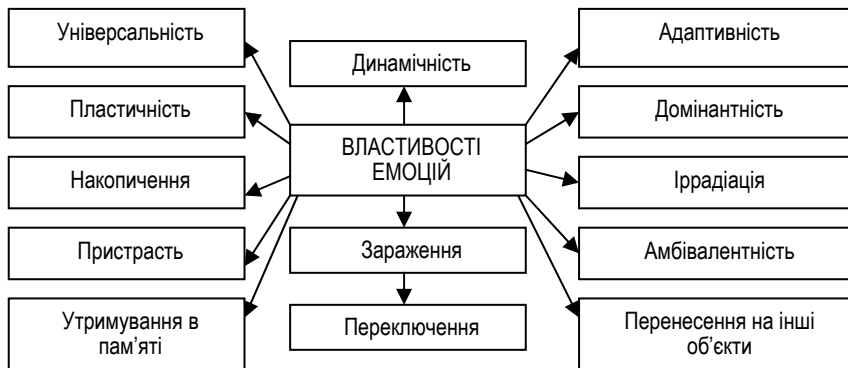 Універсальність
Динамічність
Адаптивність
Пластичність
Домінантність
ВЛАСТИВОСТІ
ЕМОЦІЙ
Накопичення
Іррадіація
Пристрасть
Зараження
Амбівалентність
Утримування в
пам’яті
Переключення
Перенесення на інші
об’єкти